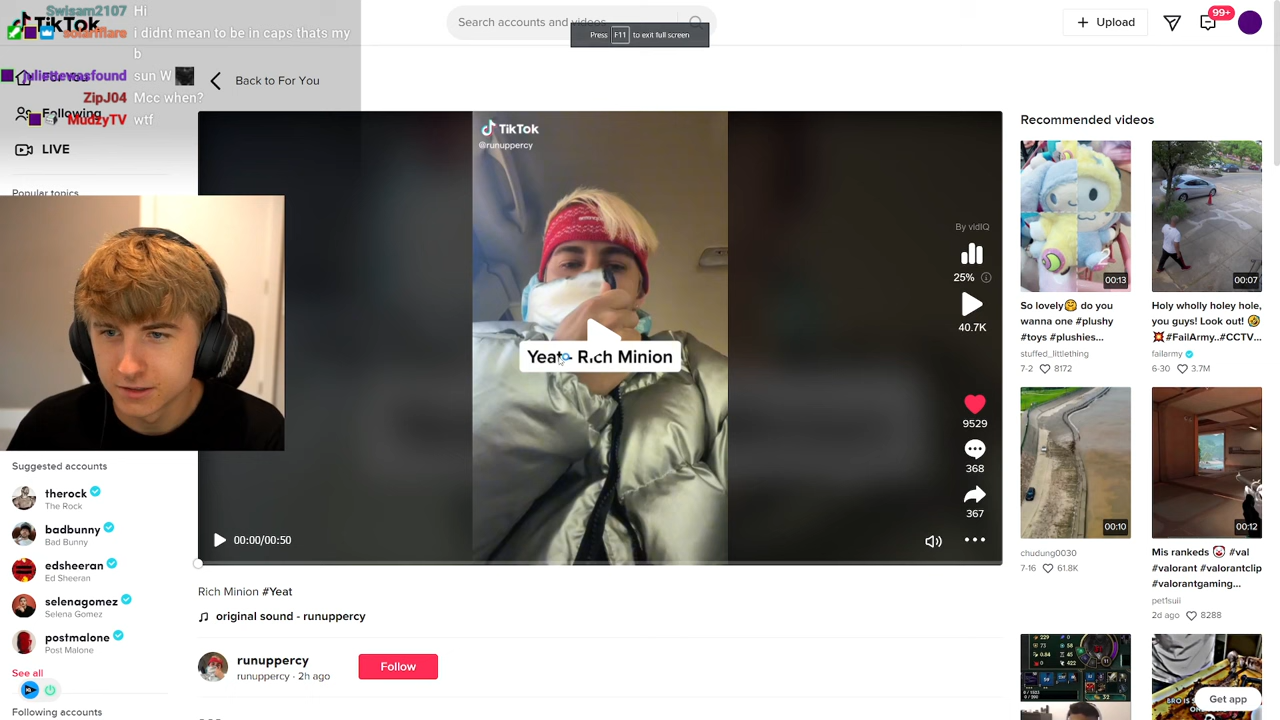 Swisam2107 Hi
TikTok
solarflare i didnt mean to be in caps thats my
b
juliettewasfound sun W
ZipJ04 Mcc when?
MudzyTV wtf
For You
Following
LIVE
Popular topics
Search accounts and videos
Press F11 to exit full screen
Upload
99+
Back to For You
TikTok
@runuppercy
Yeat - Rich Minion
By vidIQ
25%
40.7K
9529
368
367
00:00/00:50
Rich Minion #Yeat
original sound - runuppercy
runuppercy
runuppercy · 2h ago
Follow
Suggested accounts
therock
The Rock
badbunny
Bad Bunny
edsheeran
Ed Sheeran
selenagomez
Selena Gomez
postmalone
Post Malone
See all
Following accounts
Recommended videos
00:13
So lovely🤗 do you
wanna one #plushy
#toys #plushies...
stuffed_littlething
7-2 8172
00:07
Holy wholly holey hole,
you guys! Look out! 🤣
💥#FailArmy..#CCTV...
failarmy
6-30 3.7M
00:10
chudung0030
7-16 61.8K
00:12
Mis rankeds 🤡 #val
#valorant #valorantclip
#valorantgaming...
pet1suii
2d ago 8288
Get app